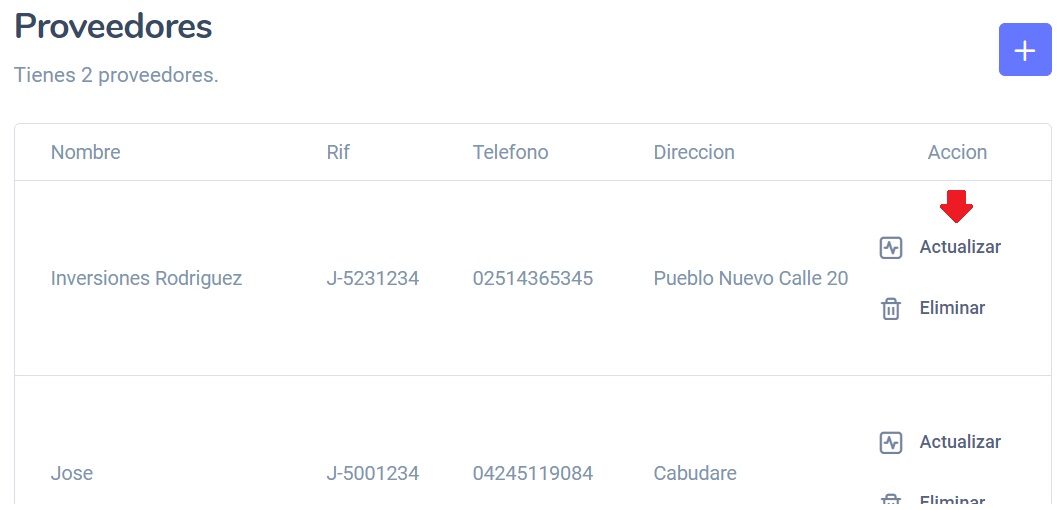 Proveedores
Tienes 2 proveedores.
Nombre Rif Telefono Direccion Accion
Actualizar
Inversiones Rodriguez J-5231234 02514365345 Pueblo Nuevo Calle 20
Eliminar
Actualizar
Jose J-5001234 04245119084 Cabudare
Eliminar